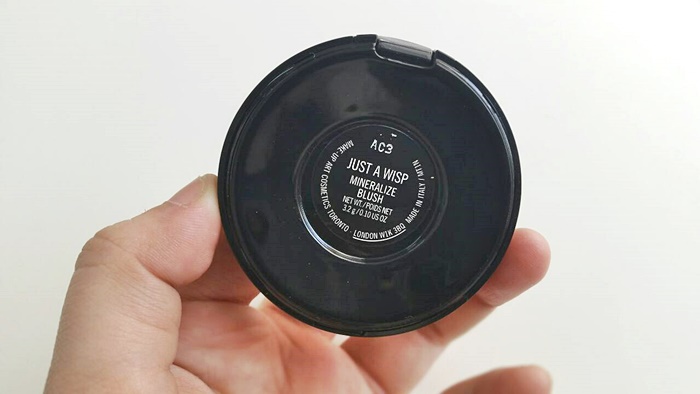 AC3
JUST A WISP
MINERALIZE
BLUSH
NET WT./POIDS NET
3.2 g/0.10 US OZ
MAKE-UP ART COSMETICS TORONTO · LONDON W1K 3BQ MADE IN ITALY